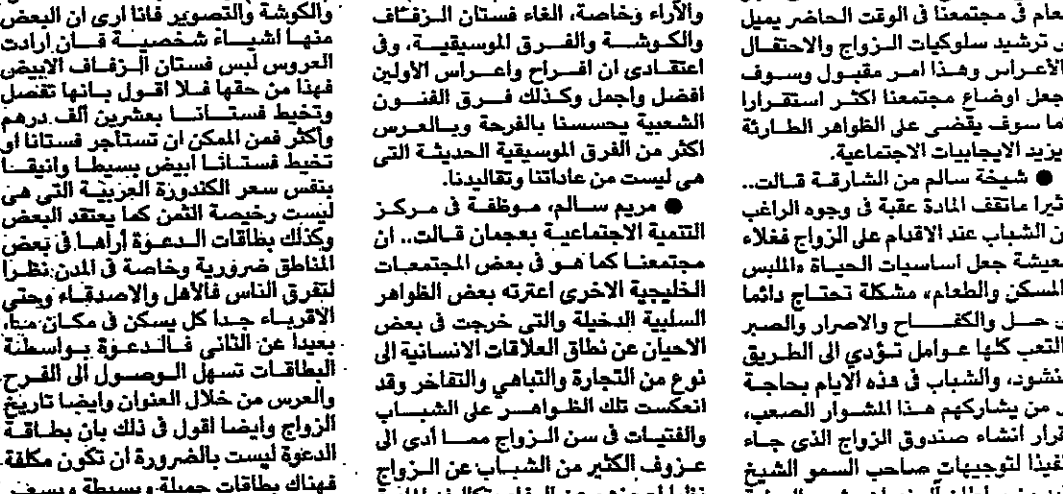 عام في مجتمعنا في الوقت الحاضر يميل
ترشيد سلوكيات الزواج والاحتفال
الأعراس وهذا امر مقبول وسوف
جعل اوضاع مجتمعنا اكثر استقرارا
ما سوف يقضى على الظواهر الطارئة
يزيد الايجابيات الاجتماعية.
● شيخة سالم من الشارقة قالت..
ثيرا ماتقف المادة عقبة في وجوه الراغب
ن الشباب عند الاقدام على الزواج فغلاء
معيشة جعل اساسيات الحياة «الملبس
المسكن والطعام، مشكلة تحتاج دائما
حل والكفاح والاصرار والصبر
التعب كلها عوامل تؤدي الى الطريق
نشود، والشباب في هذه الايام بحاجة
من يشاركهم هذا المشوار الصعب،
قرار انشاء صندوق الزواج الذي جاء
فيذا لتوجيهات صاحب السمو الشيخ
والآراء وخاصة، الغاء فستان الزفاف
والكوشة والفرق الموسيقية، وفي
اعتقادى ان افراح واعراس الأولين
افضل واجمل وكذلك فرق الفنون
الشعبية يحسسنا بالفرحة وبالعرس
اكثر من الفرق الموسيقية الحديثة التى
هى ليست من عاداتنا وتقاليدنا.
● مريم سالم، موظفة في مركز
التنمية الاجتماعية بعجمان قالت.. ان
مجتمعنا كما هو في بعض المجتمعات
الخليجية الاخرى اعترته بعض الظواهر
السلبية الدخيلة والتى خرجت في بعض
الاحيان عن نطاق العلاقات الانسانية الى
نوع من التجارة والتباهي والتفاخر وقد
انعكست تلك الظواهر على الشباب
والفتيات في سن الزواج مما أدى الى
عزوف الكثير من الشباب عن الزواج
والكوشة والتصوير فانا ارى ان البعض
منها اشياء شخصية فان ارادت
العروس لبس فستان الزفاف الابيض
فهذا من حقها فلا اقول بانها تفصل
وتخيط فستانا بعشرين ألف درهم
وأكثر فمن الممكن ان تستأجر فستانا او
تخيط فستانا ابيض بسيطا وانيقا
بنفس سعر الكندورة العربية التى هى
ليست رخيصة الثمن كما يعتقد البعض
وكذلك بطاقات الدعوة أراها في بعض
المناطق ضرورية وخاصة في المدن نظرا
لتفرق الناس فالأهل والاصدقاء وحتى
الاقرباء جدا كل يسكن في مكان
بعيدا عن الثانى فالدعوة بواسطة
البطاقات تسهل الوصول الى الفرح
والعرس من خلال العنوان وايضا تاريخ
الزواج وايضا اقول في ذلك بان بطاقة
الدعوة ليست بالضرورة ان تكون مكلفة
فهناك بطاقات جميلة وبسيطة